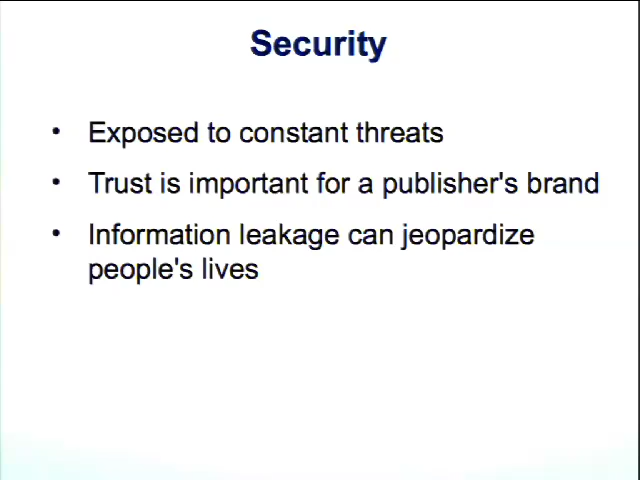 Security
• Exposed to constant threats
• Trust is important for a publisher's brand
• Information leakage can jeopardize
people's lives